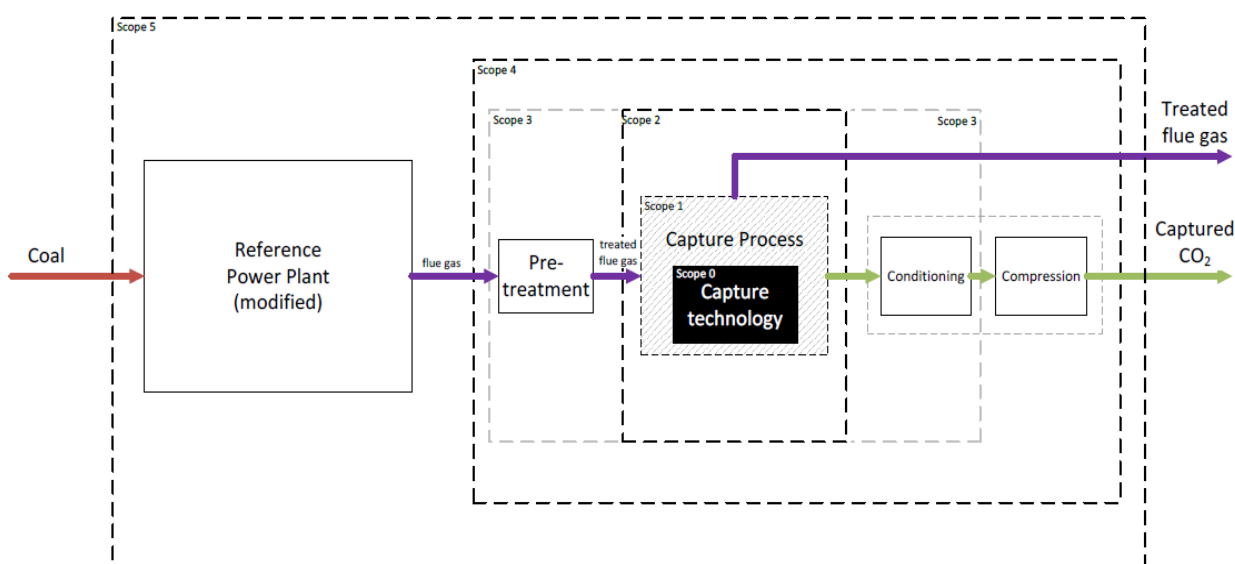 Scope 5
Scope 4
Scope 3
Scope 2
Scope 3
Treated
flue gas
Scope 1
Capture Process
Coal
Reference
Power Plant
(modified)
flue gas
Pre-
treatment
treated
flue gas
Scope 0
Capture
technology
Conditioning
Compression
Captured
CO₂